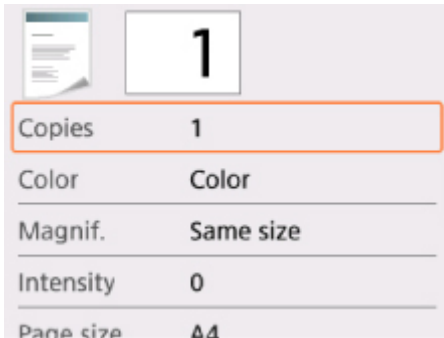 1
Copies 1
Color Color
Magnif. Same size
Intensity 0
Page size A4